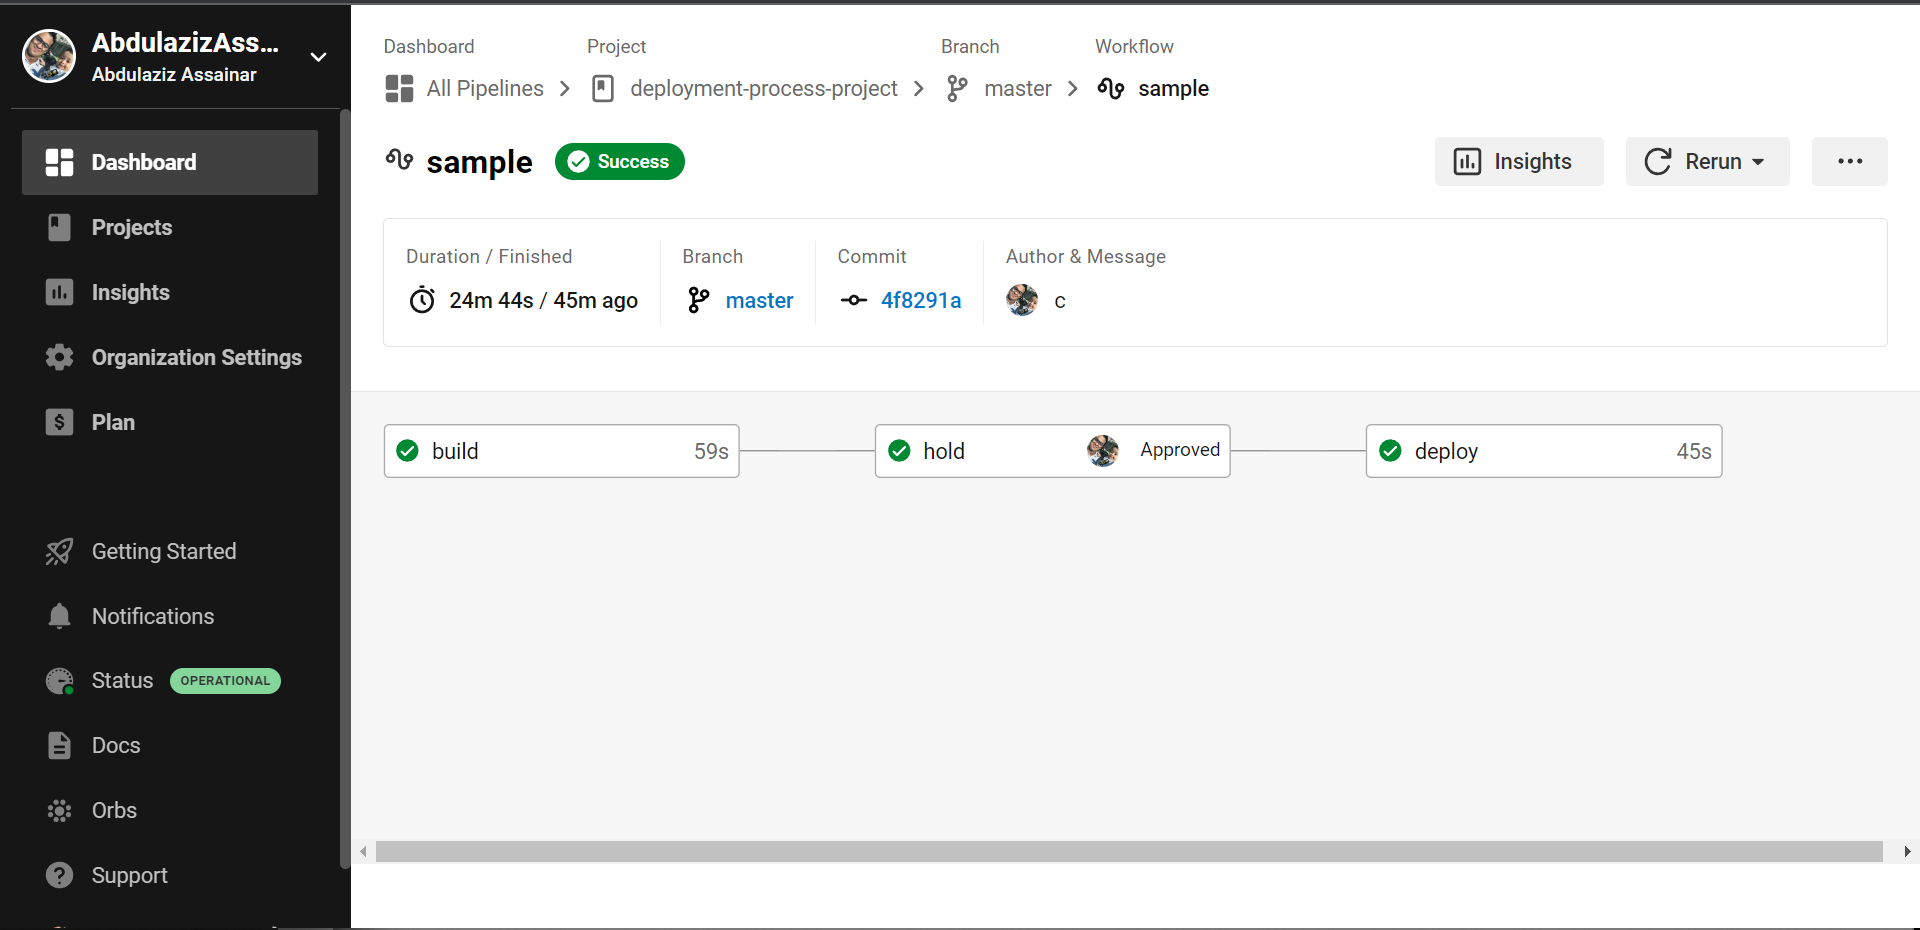 AbdulazizAss...
Abdulaziz Assainar
Dashboard
Projects
Insights
Organization Settings
Plan
Getting Started
Notifications
Status OPERATIONAL
Docs
Orbs
Support
Dashboard Project Branch Workflow
All Pipelines deployment-process-project master sample
sample Success
Insights Rerun
Duration / Finished Branch Commit Author & Message
24m 44s / 45m ago master 4f8291a c
build 59s hold Approved deploy 45s